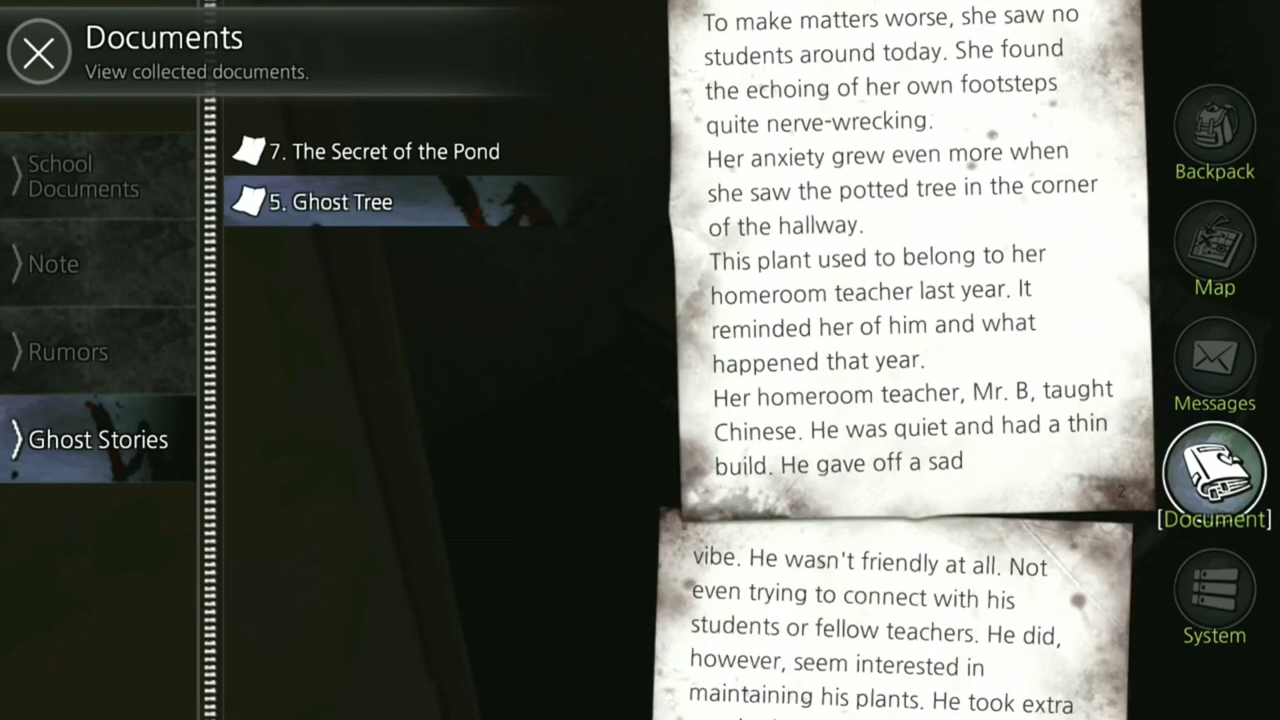 Documents
View collected documents.
School
Documents
Note
Rumors
Ghost Stories
7. The Secret of the Pond
5. Ghost Tree
To make matters worse, she saw no
students around today. She found
the echoing of her own footsteps
quite nerve-wrecking.
Her anxiety grew even more when
she saw the potted tree in the corner
of the hallway.
This plant used to belong to her
homeroom teacher last year. It
reminded her of him and what
happened that year.
Her homeroom teacher, Mr. B, taught
Chinese. He was quiet and had a thin
build. He gave off a sad
2
vibe. He wasn't friendly at all. Not
even trying to connect with his
students or fellow teachers. He did,
however, seem interested in
maintaining his plants. He took extra
Backpack
Map
Messages
[Document]
System